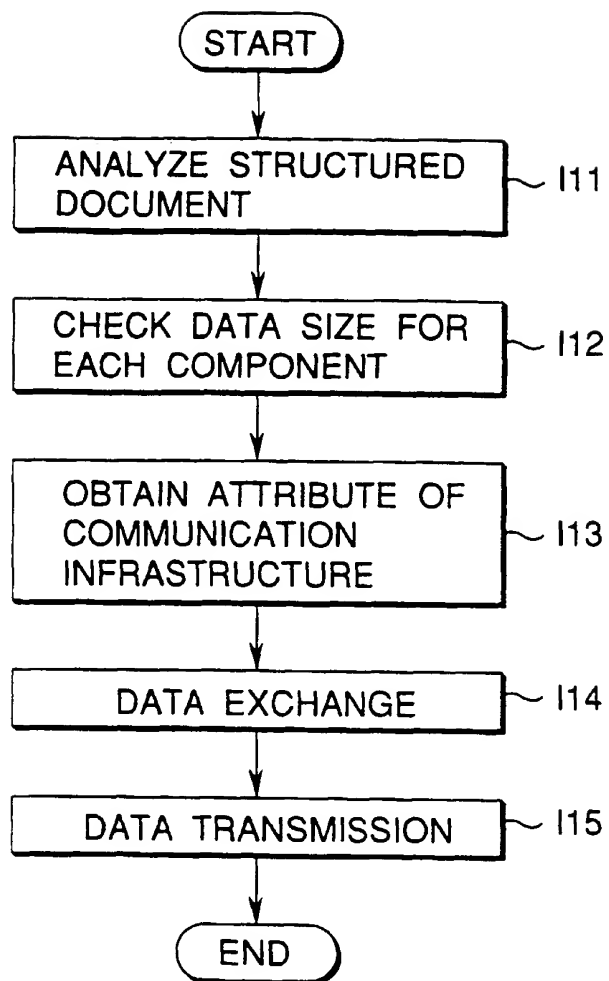 START
ANALYZE STRUCTURED
DOCUMENT
I11
CHECK DATA SIZE FOR
EACH COMPONENT
I12
OBTAIN ATTRIBUTE OF
COMMUNICATION
INFRASTRUCTURE
I13
DATA EXCHANGE
I14
DATA TRANSMISSION
I15
END